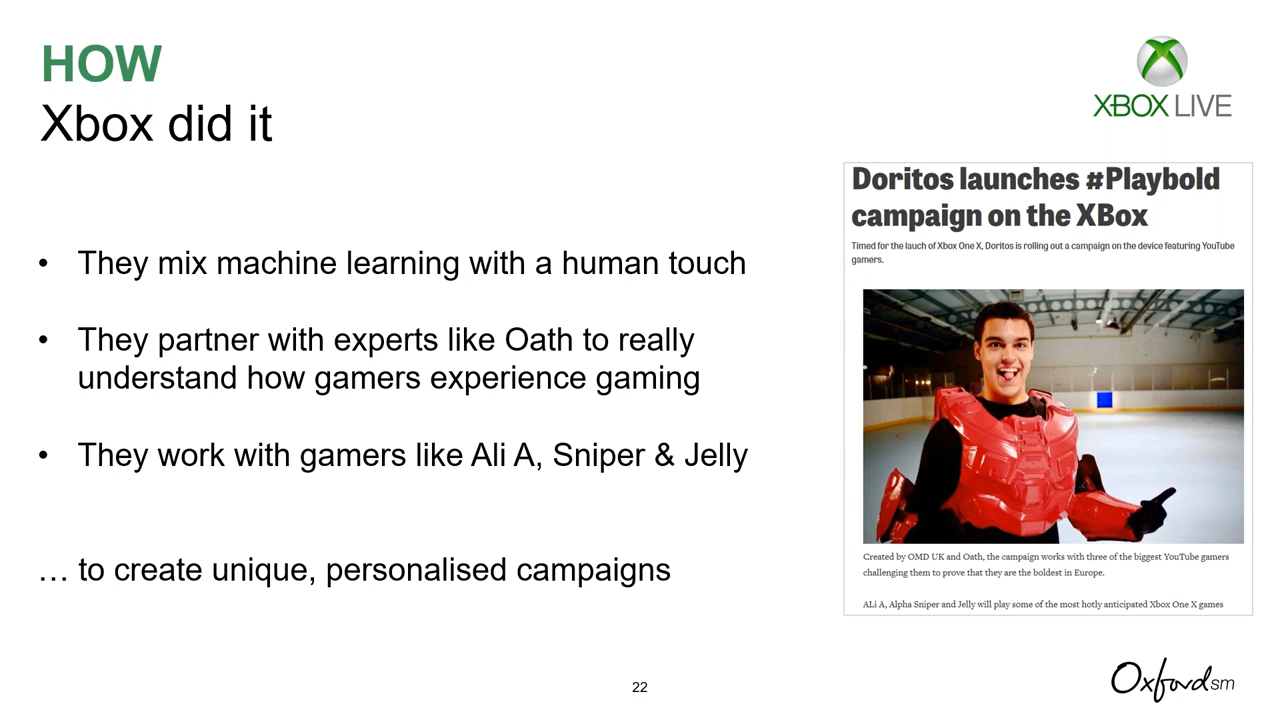 HOW
Xbox did it
XBOX LIVE
• They mix machine learning with a human touch
• They partner with experts like Oath to really
understand how gamers experience gaming
• They work with gamers like Ali A, Sniper & Jelly
… to create unique, personalised campaigns
Doritos launches #Playbold
campaign on the XBox
Timed for the lauch of Xbox One X, Doritos is rolling out a campaign on the device featuring YouTube
gamers.
Created by OMD UK and Oath, the campaign works with three of the biggest YouTube gamers
challenging them to prove that they are the boldest in Europe.
ALi A, Alpha Sniper and Jelly will play some of the most hotly anticipated Xbox One X games
22
Oxfordsm